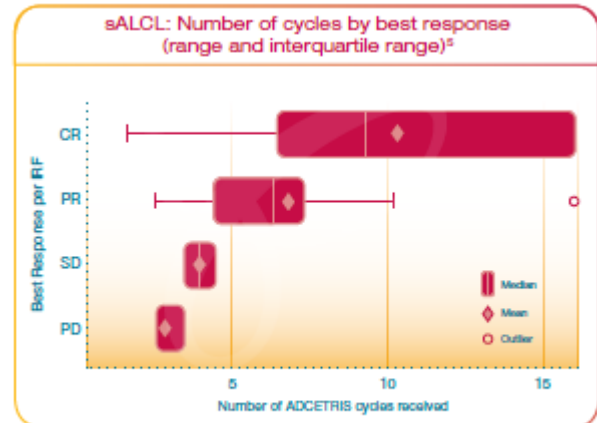 sALCL: Number of cycles by best response
(range and interquartile range)⁵
Best Response per IRF
CR
PR
SD
PD
Median
Mean
Outlier
5
10
15
Number of ADCETRIS cycles received